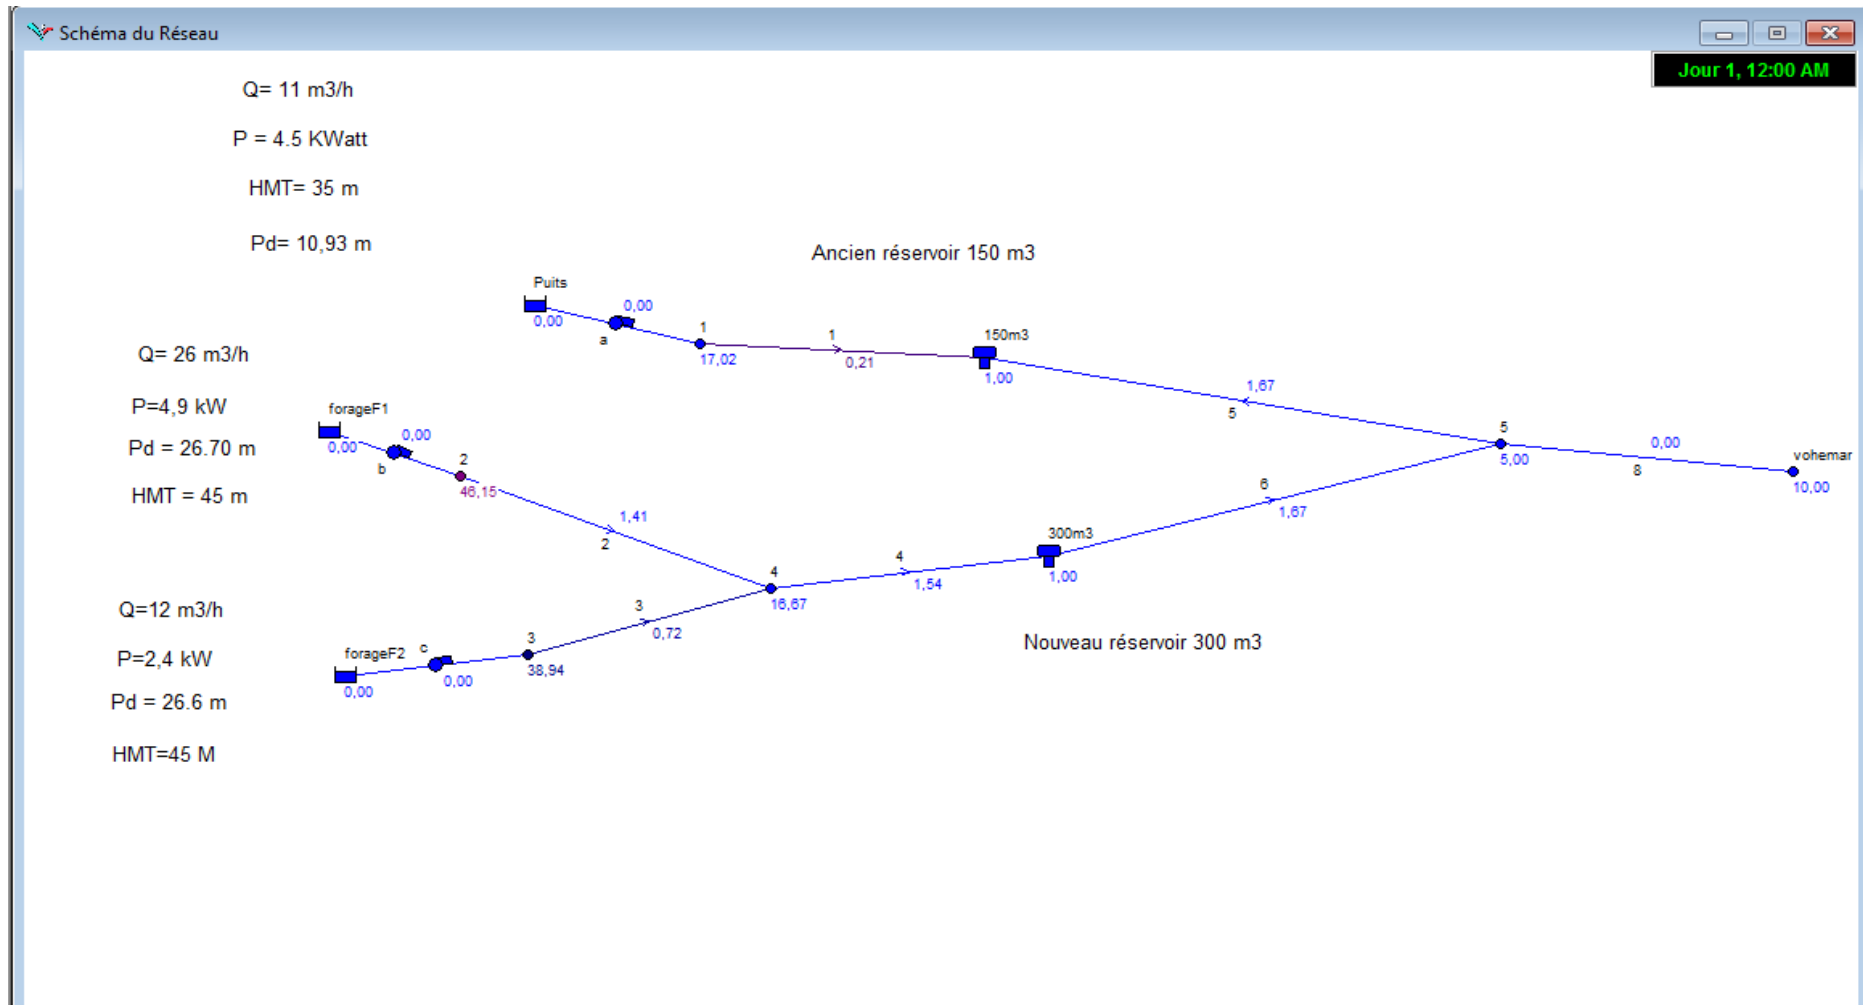 Schéma du Réseau
Jour 1, 12:00 AM
Q= 11 m3/h
P = 4.5 KWatt
HMT= 35 m
Pd= 10,93 m
Ancien réservoir 150 m3
Puits
0,00
0,00
a
1
17,02
1
0,21
150m3
1,00
Q= 26 m3/h
P=4,9 kW
Pd = 26.70 m
HMT = 45 m
forageF1
0,00
0,00
b
2
46,15
1,41
2
1,67
5
5
5,00
0,00
8
vohemar
10,00
6
1,67
300m3
1,00
4
1,54
4
16,67
Q=12 m3/h
P=2,4 kW
Pd = 26.6 m
HMT=45 M
forageF2
0,00
c
0,00
3
38,94
3
0,72
Nouveau réservoir 300 m3